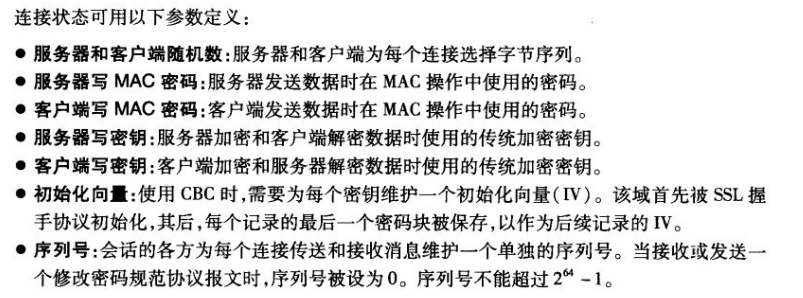 连接状态可用以下参数定义:
● 服务器和客户端随机数:服务器和客户端为每个连接选择字节序列。
● 服务器写 MAC 密码:服务器发送数据时在 MAC 操作中使用的密码。
● 客户端写 MAC 密码:客户端发送数据时在 MAC 操作中使用的密码。
● 服务器写密钥:服务器加密和客户端解密数据时使用的传统加密密钥。
● 客户端写密钥:客户端加密和服务器解密数据时使用的传统加密密钥。
● 初始化向量:使用 CBC 时,需要为每个密钥维护一个初始化向量(IV)。该域首先被 SSL 握
手协议初始化,其后,每个记录的最后一个密码块被保存,以作为后续记录的 IV。
● 序列号:会话的各方为每个连接传送和接收消息维护一个单独的序列号。当接收或发送一
个修改密码规范协议报文时,序列号被设为 0。序列号不能超过 2⁶⁴ －1。